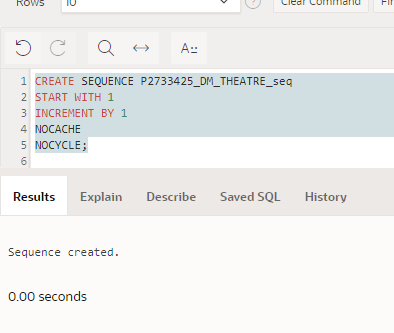 Rows 10 Clear Command
A::
1 CREATE SEQUENCE P2733425_DM_THEATRE_seq
2 START WITH 1
3 INCREMENT BY 1
4 NOCACHE
5 NOCYCLE;
6
Results Explain Describe Saved SQL History
Sequence created.
0.00 seconds